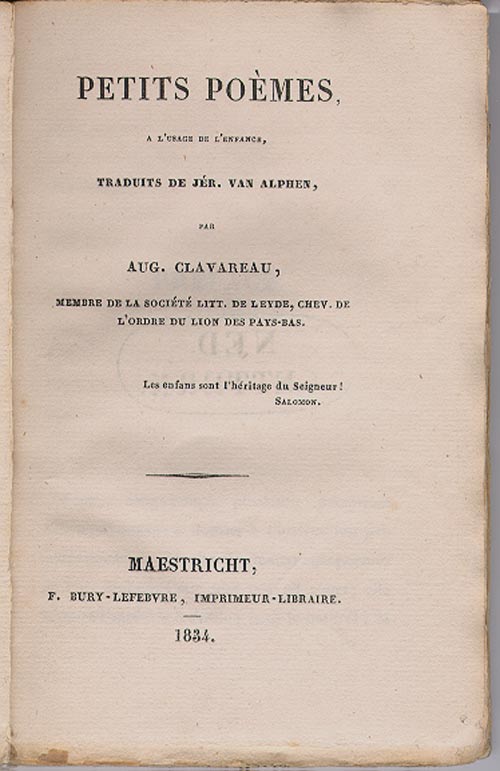 PETITS POÈMES,
A L'USAGE DE L'ENFANCE,
TRADUITS DE JÉR. VAN ALPHEN,
PAR
AUG. CLAVAREAU,
MEMBRE DE LA SOCIÉTÉ LITT. DE LEYDE, CHEV. DE
L'ORDRE DU LION DES PAYS-BAS.
Les enfans sont l'héritage du Seigneur!
SALOMON.
MAESTRICHT,
F. BURY-LEFEBVRE, IMPRIMEUR-LIBRAIRE.
1834.